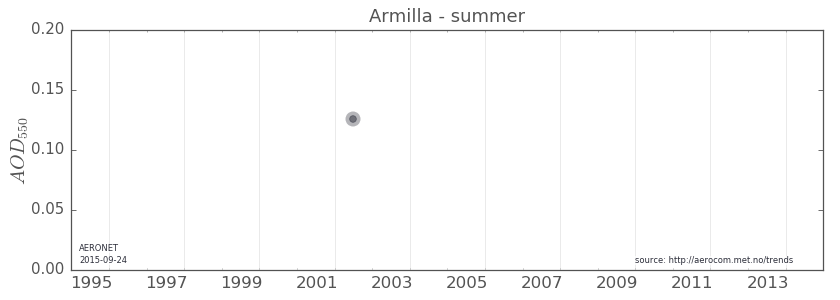 Armilla - summer
0.20
0.15
0.10
0.05
0.00
AOD550
AERONET
2015-09-24
source: http://aerocom.met.no/trends
1995 1997 1999 2001 2003 2005 2007 2009 2011 2013